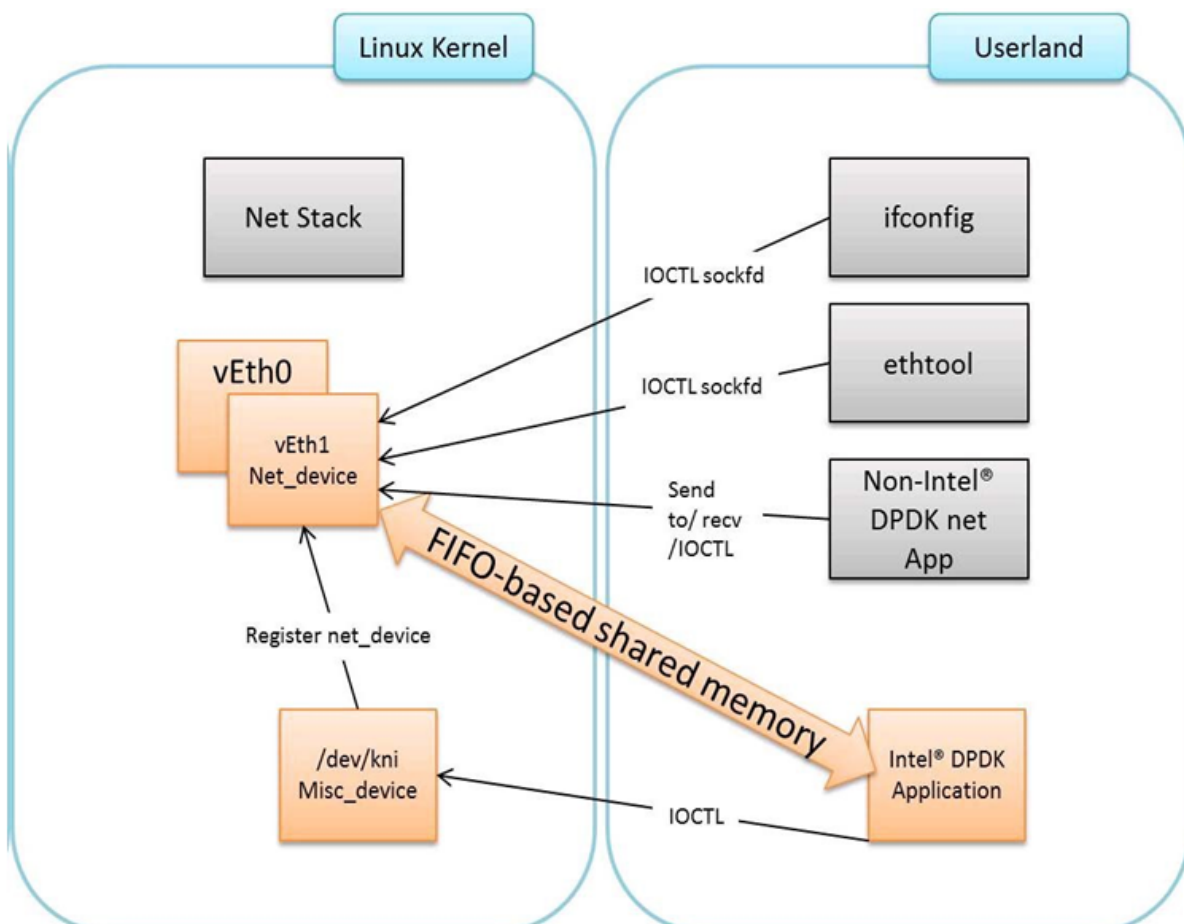 Linux Kernel
Userland
Net Stack
ifconfig
IOCTL sockfd
vEth0
ethtool
IOCTL sockfd
vEth1
Net_device
Non-Intel®
DPDK net
App
Send
to/ recv
/IOCTL
FIFO-based shared memory
Register net_device
/dev/kni
Misc_device
Intel® DPDK
Application
IOCTL